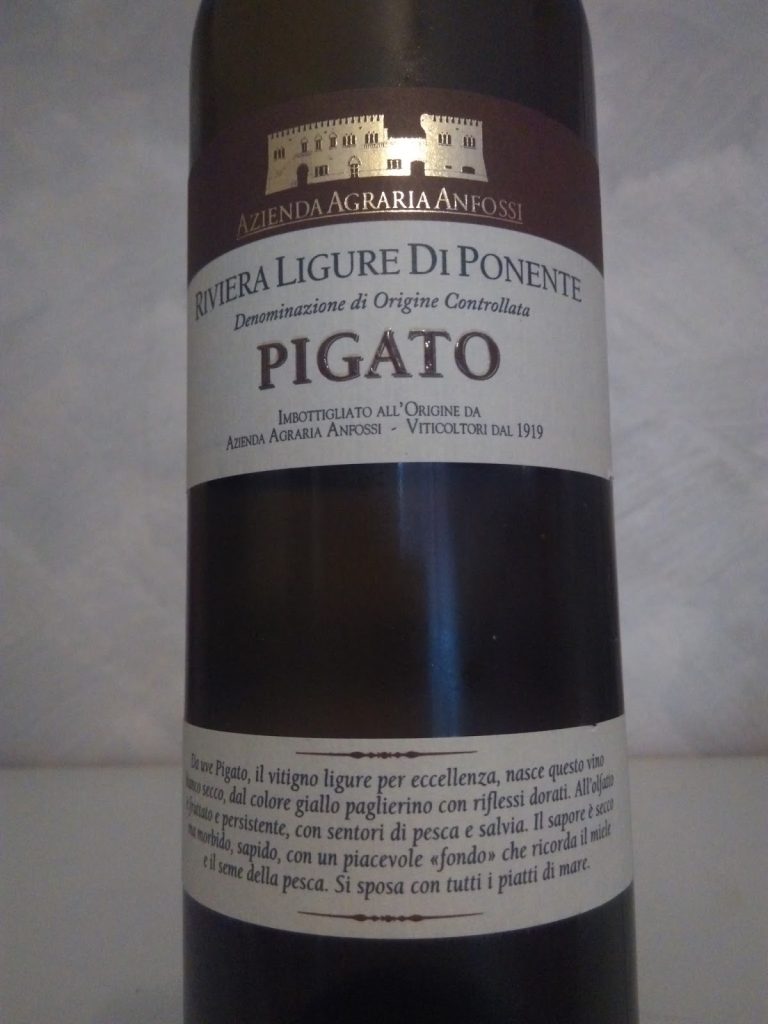 AZIENDA AGRARIA ANFOSSI
RIVIERA LIGURE DI PONENTE
Denominazione di Origine Controllata
PIGATO
IMBOTTIGLIATO ALL'ORIGINE DA
AZIENDA AGRARIA ANFOSSI - VITICOLTORI DAL 1919
Da uve Pigato, il vitigno ligure per eccellenza, nasce questo vino
bianco secco, dal colore giallo paglierino con riflessi dorati. All'olfatto
è fruttato e persistente, con sentori di pesca e salvia. Il sapore è secco
ma morbido, sapido, con un piacevole «fondo» che ricorda il miele
e il seme della pesca. Si sposa con tutti i piatti di mare.